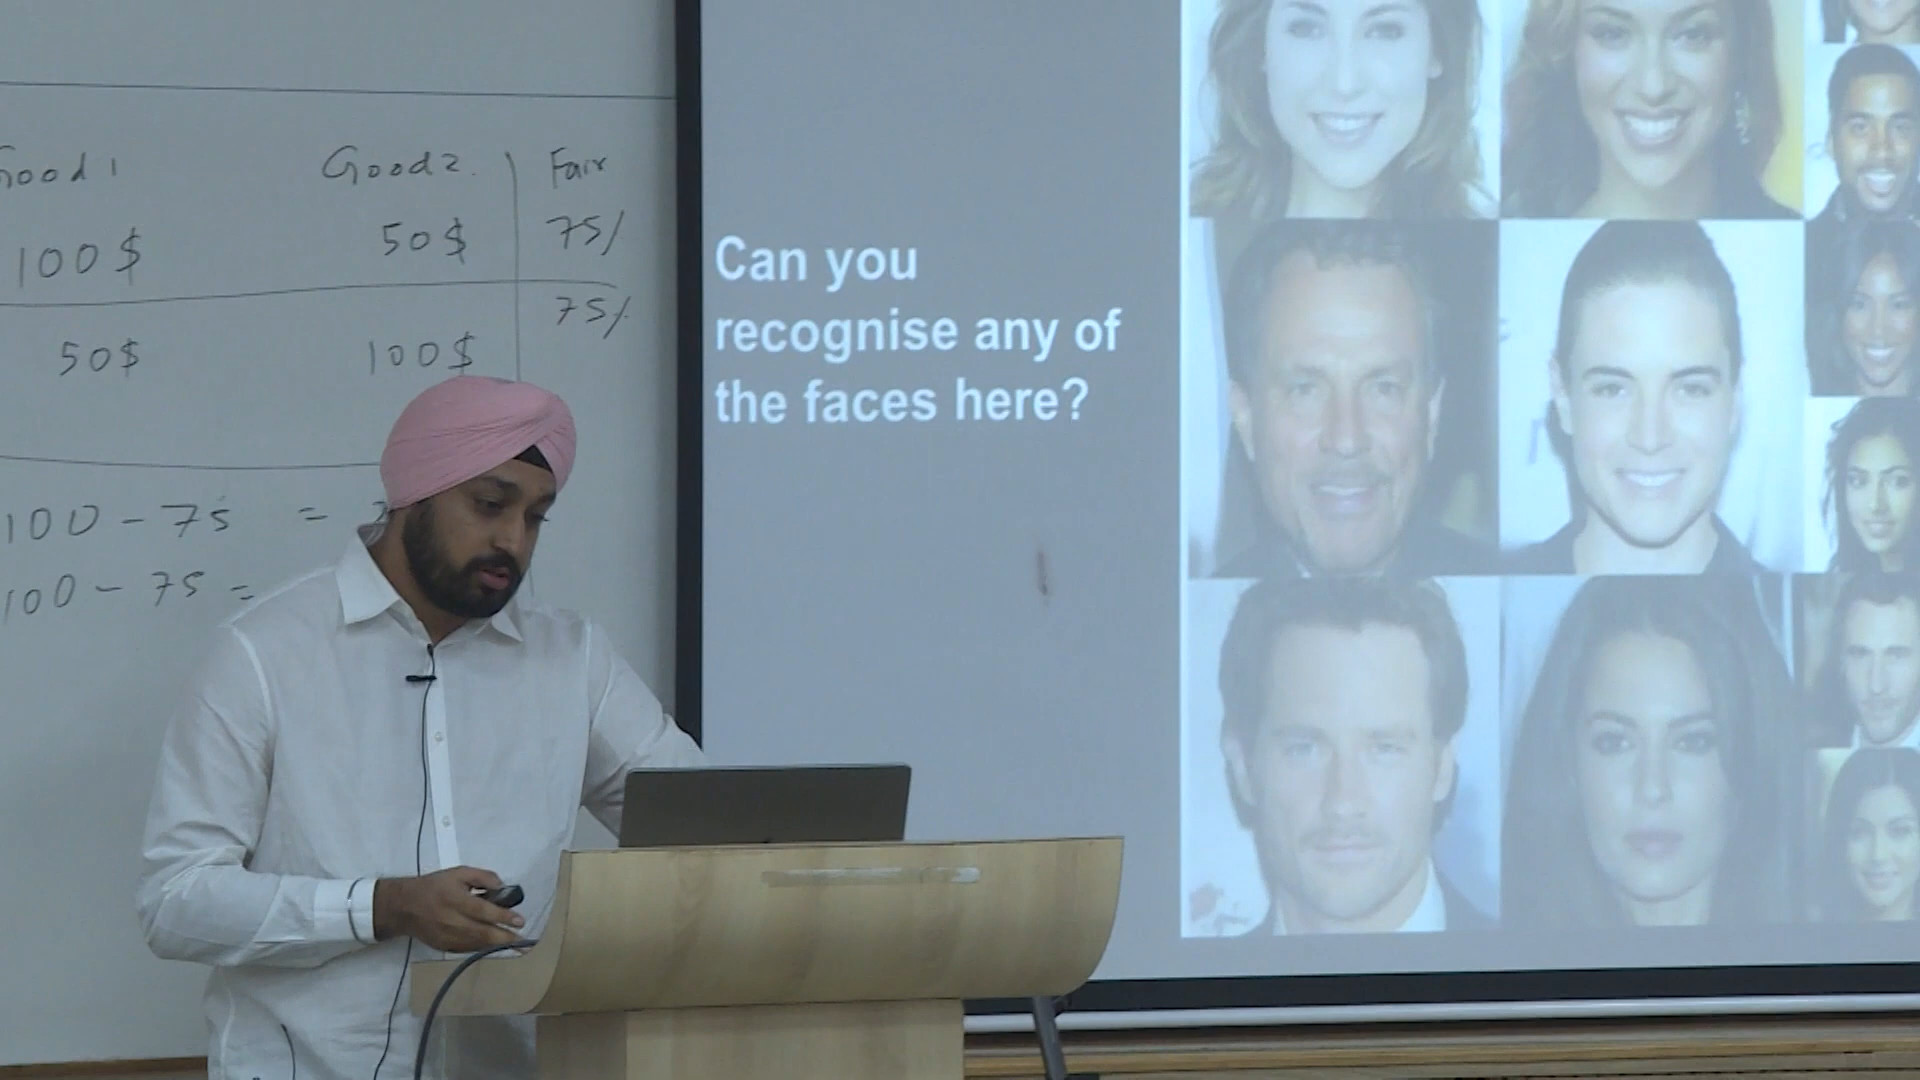 Good 1 Good 2. Fair
100$ 50$ 75/
50$ 100$ 75/.
100 - 75 =
100 - 75 =
Can you
recognise any of
the faces here?